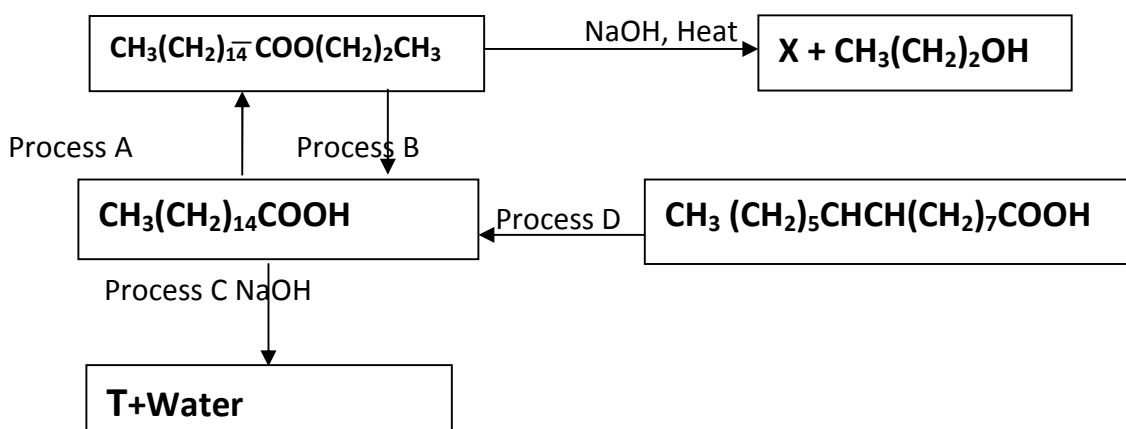 CH₃(CH₂)₁₄—COO(CH₂)₂CH₃
NaOH, Heat
X + CH₃(CH₂)₂OH
Process A
Process B
CH₃(CH₂)₁₄COOH
Process D
CH₃ (CH₂)₅CHCH(CH₂)₇COOH
Process C NaOH
T+Water